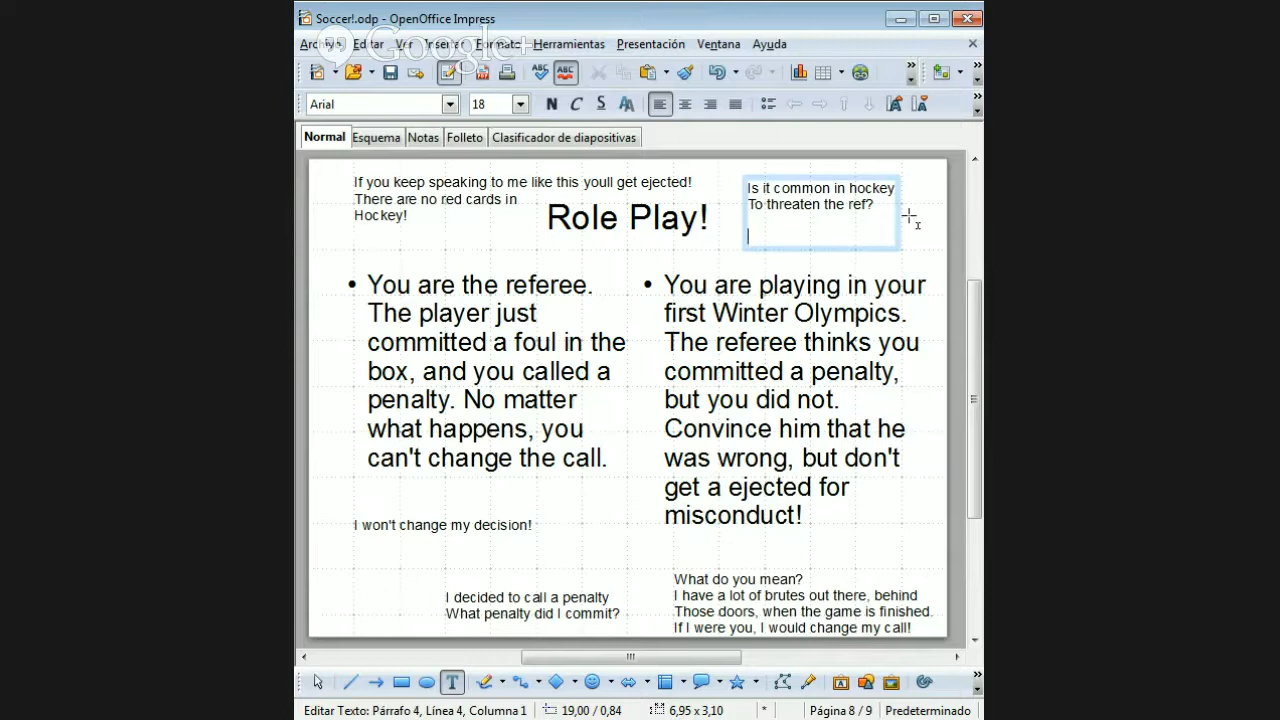 Soccer!.odp - OpenOffice Impress
Archivo Editar Ver Insertar Formato Herramientas Presentación Ventana Ayuda
Google+
ABC ABC
Arial 18 N C S
Normal Esquema Notas Folleto Clasificador de diapositivas
If you keep speaking to me like this youll get ejected!
There are no red cards in
Hockey!
Role Play!
Is it common in hockey
To threaten the ref?
• You are the referee.
The player just
committed a foul in the
box, and you called a
penalty. No matter
what happens, you
can't change the call.
• You are playing in your
first Winter Olympics.
The referee thinks you
committed a penalty,
but you did not.
Convince him that he
was wrong, but don't
get a ejected for
misconduct!
I won't change my decision!
I decided to call a penalty
What penalty did I commit?
What do you mean?
I have a lot of brutes out there, behind
Those doors, when the game is finished.
If I were you, I would change my call!
Editar Texto: Párrafo 4, Línea 4, Columna 1 19,00 / 0,84 6,95 x 3,10 * Página 8 / 9 Predeterminado